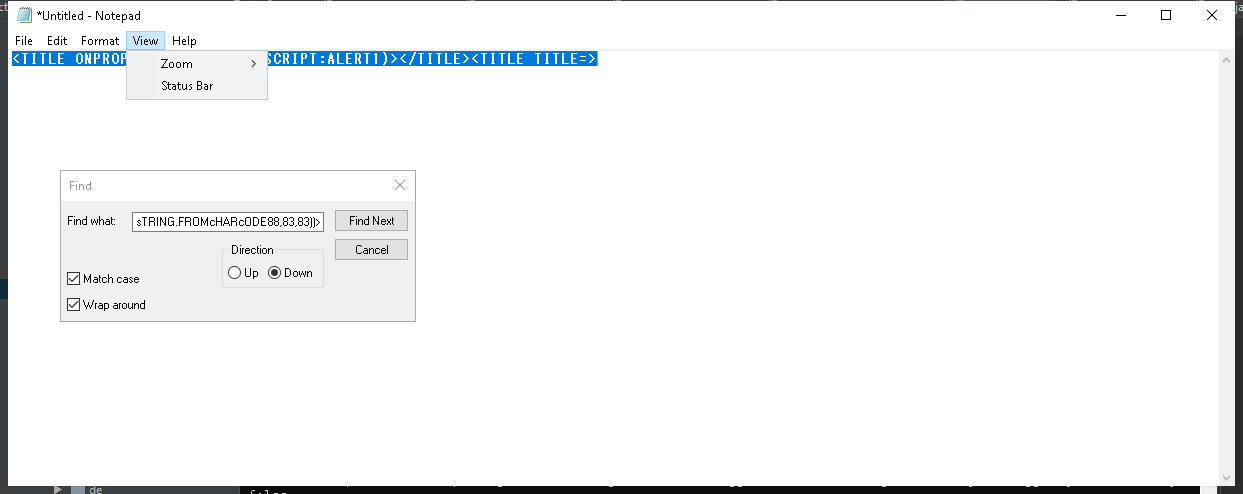 *Untitled - Notepad
File Edit Format View Help
<TITLE ONPROP SCRIPT:ALERT1)></TITLE><TITLE TITLE=>
Zoom
Status Bar
Find
Find what: sTRING.FROMcHARcODE88,83,83))> Find Next
Direction Cancel
Up Down
Match case
Wrap around
de